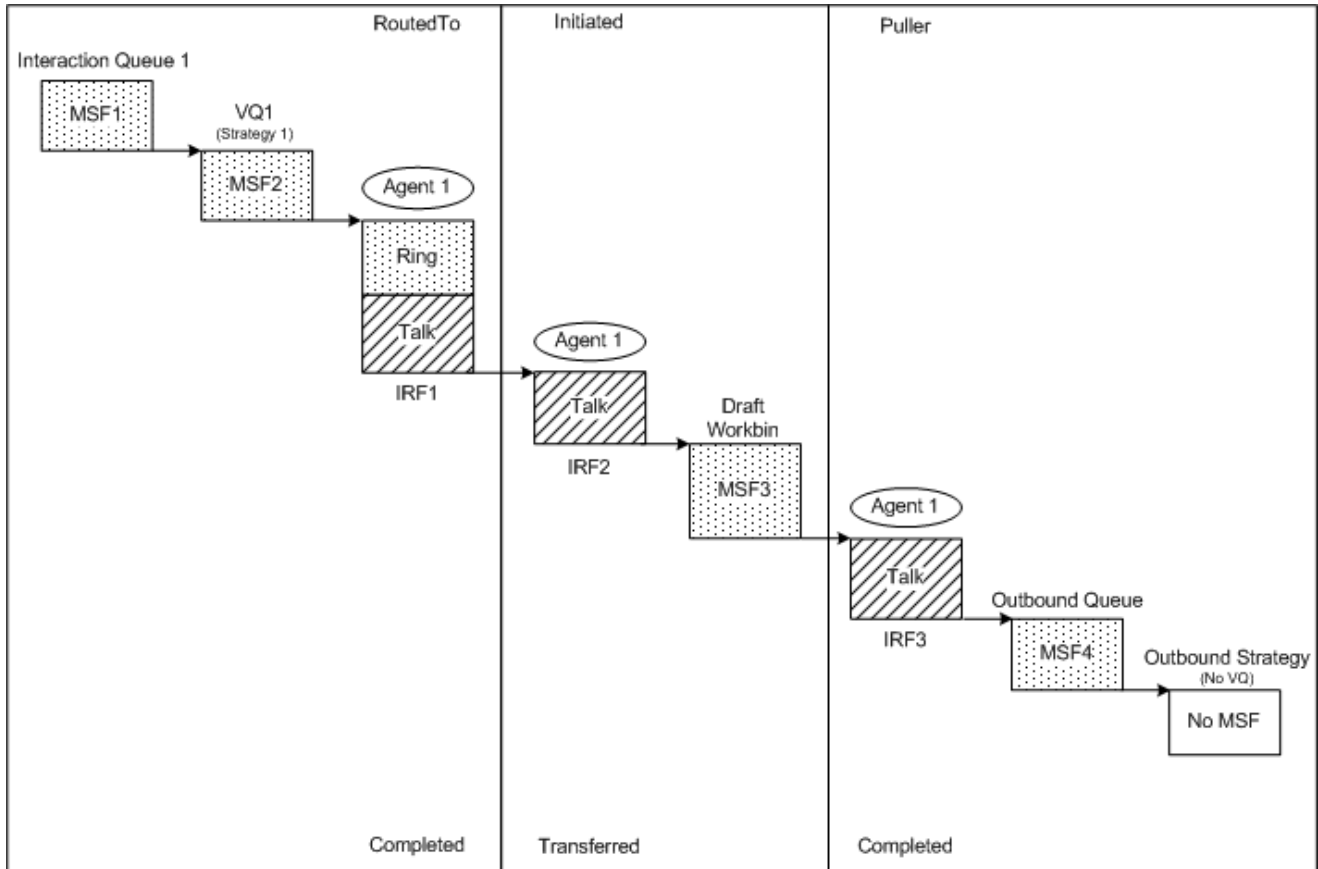 RoutedTo
Interaction Queue 1
MSF1
VQ1
(Strategy 1)
MSF2
Agent 1
Ring
Talk
IRF1
Completed
Initiated
Agent 1
Talk
IRF2
Draft
Workbin
MSF3
Transferred
Puller
Agent 1
Talk
IRF3
Outbound Queue
MSF4
Outbound Strategy
(No VQ)
No MSF
Completed